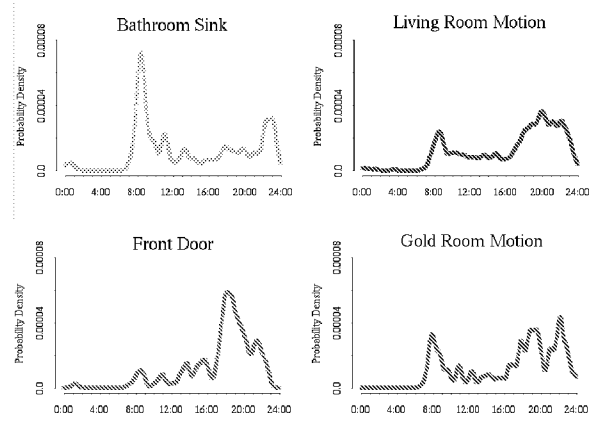 Bathroom Sink
Probability Density
0.00008
0.00004
0.0
0:00 4:00 8:00 12:00 16:00 20:00 24:00
Living Room Motion
Probability Density
0.00008
0.00004
0.0
0:00 4:00 8:00 12:00 16:00 20:00 24:00
Front Door
Probability Density
0.00008
0.00004
0.0
0:00 4:00 8:00 12:00 16:00 20:00 24:00
Gold Room Motion
Probability Density
0.00008
0.00004
0.0
0:00 4:00 8:00 12:00 16:00 20:00 24:00